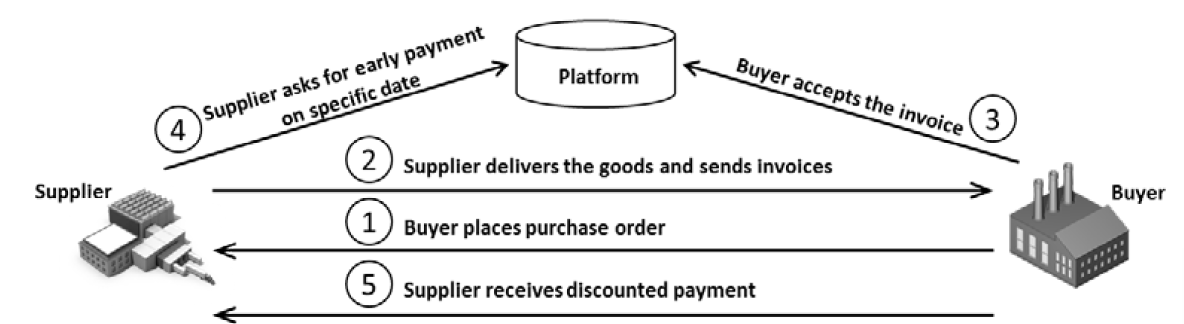 Platform
Supplier asks for early payment
on specific date
4
Buyer accepts the invoice
3
2 Supplier delivers the goods and sends invoices
Supplier
Buyer
1 Buyer places purchase order
5 Supplier receives discounted payment